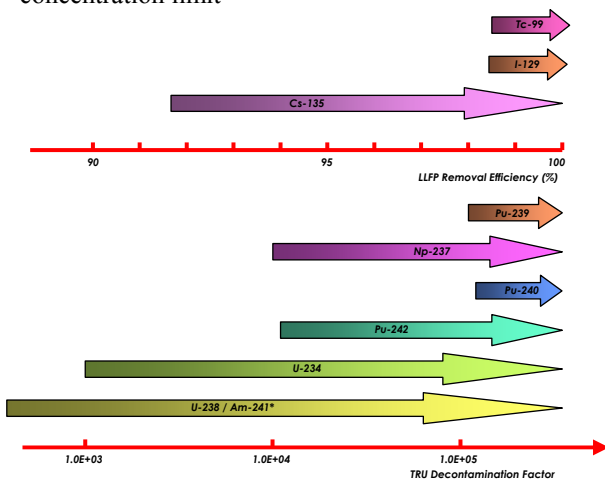 concentration limit
Tc-99
I-129
Cs-135
90 95 100
LLFP Removal Efficiency (%)
Pu-239
Np-237
Pu-240
Pu-242
U-234
U-238 / Am-241*
1.0E+03 1.0E+04 1.0E+05
TRU Decontamination Factor